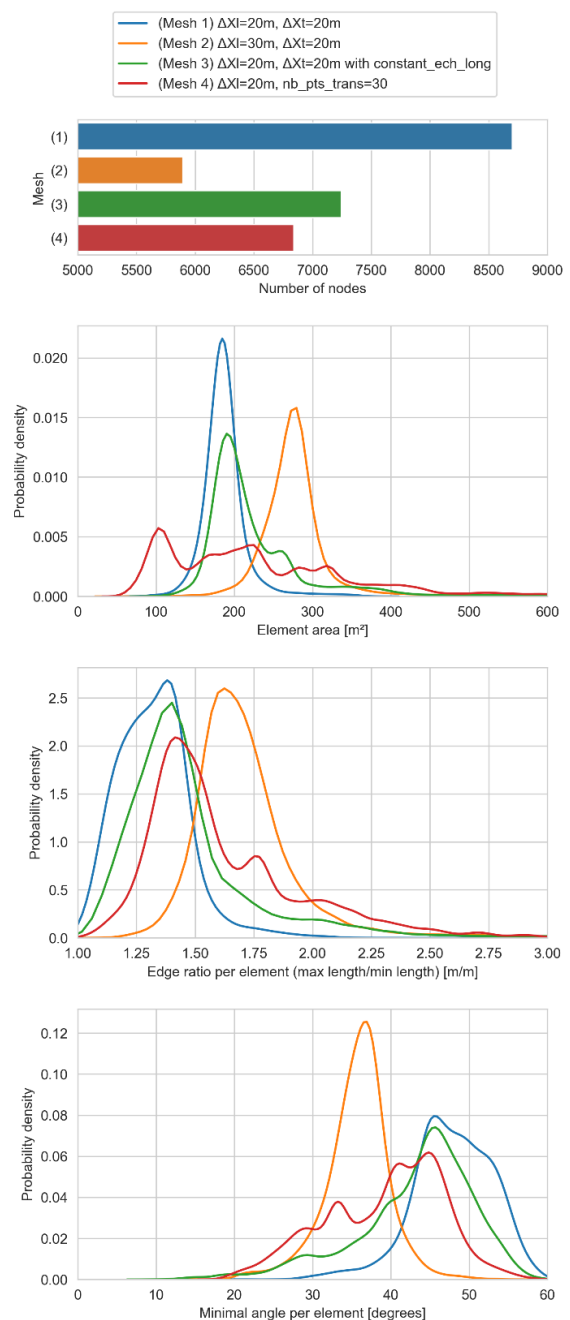 (Mesh 1) ΔXl=20m, ΔXt=20m
(Mesh 2) ΔXl=30m, ΔXt=20m
(Mesh 3) ΔXl=20m, ΔXt=20m with constant_ech_long
(Mesh 4) ΔXl=20m, nb_pts_trans=30
Mesh
(1)
(2)
(3)
(4)
5000 5500 6000 6500 7000 7500 8000 8500 9000
Number of nodes
Probability density
0.020
0.015
0.010
0.005
0.000
100 200 300 400 500 600
Element area [m²]
Probability density
2.5
2.0
1.5
1.0
0.5
0.0
1.00 1.25 1.50 1.75 2.00 2.25 2.50 2.75 3.00
Edge ratio per element (max length/min length) [m/m]
Probability density
0.12
0.10
0.08
0.06
0.04
0.02
0.00
0 10 20 30 40 50 60
Minimal angle per element [degrees]